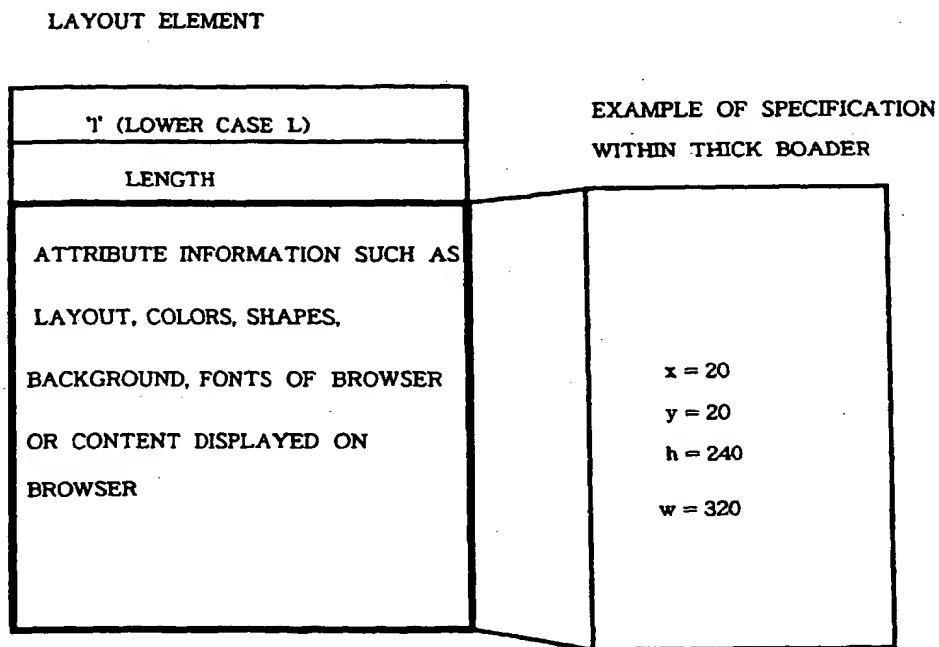 LAYOUT ELEMENT
'l' (LOWER CASE L)
LENGTH
ATTRIBUTE INFORMATION SUCH AS
LAYOUT, COLORS, SHAPES,
BACKGROUND, FONTS OF BROWSER
OR CONTENT DISPLAYED ON
BROWSER
EXAMPLE OF SPECIFICATION
WITHIN THICK BOADER
x = 20
y = 20
h = 240
w = 320